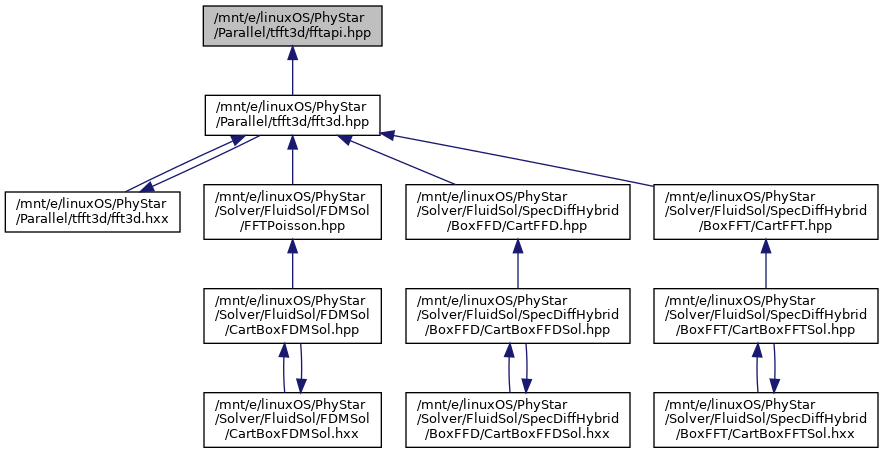 /mnt/e/linuxOS/PhyStar
/Parallel/tfft3d/fftapi.hpp
/mnt/e/linuxOS/PhyStar
/Parallel/tfft3d/fft3d.hpp
/mnt/e/linuxOS/PhyStar
/Parallel/tfft3d/fft3d.hxx
/mnt/e/linuxOS/PhyStar
/Solver/FluidSol/FDMSol
/FFTPoisson.hpp
/mnt/e/linuxOS/PhyStar
/Solver/FluidSol/SpecDiffHybrid
/BoxFFD/CartFFD.hpp
/mnt/e/linuxOS/PhyStar
/Solver/FluidSol/SpecDiffHybrid
/BoxFFT/CartFFT.hpp
/mnt/e/linuxOS/PhyStar
/Solver/FluidSol/FDMSol
/CartBoxFDMSol.hpp
/mnt/e/linuxOS/PhyStar
/Solver/FluidSol/SpecDiffHybrid
/BoxFFD/CartBoxFFDSol.hpp
/mnt/e/linuxOS/PhyStar
/Solver/FluidSol/SpecDiffHybrid
/BoxFFT/CartBoxFFTSol.hpp
/mnt/e/linuxOS/PhyStar
/Solver/FluidSol/FDMSol
/CartBoxFDMSol.hxx
/mnt/e/linuxOS/PhyStar
/Solver/FluidSol/SpecDiffHybrid
/BoxFFD/CartBoxFFDSol.hxx
/mnt/e/linuxOS/PhyStar
/Solver/FluidSol/SpecDiffHybrid
/BoxFFT/CartBoxFFTSol.hxx